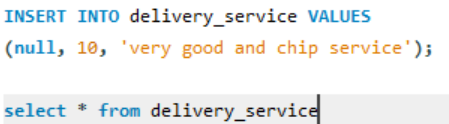 INSERT INTO delivery_service VALUES
(null, 10, 'very good and chip service');
select * from delivery_service